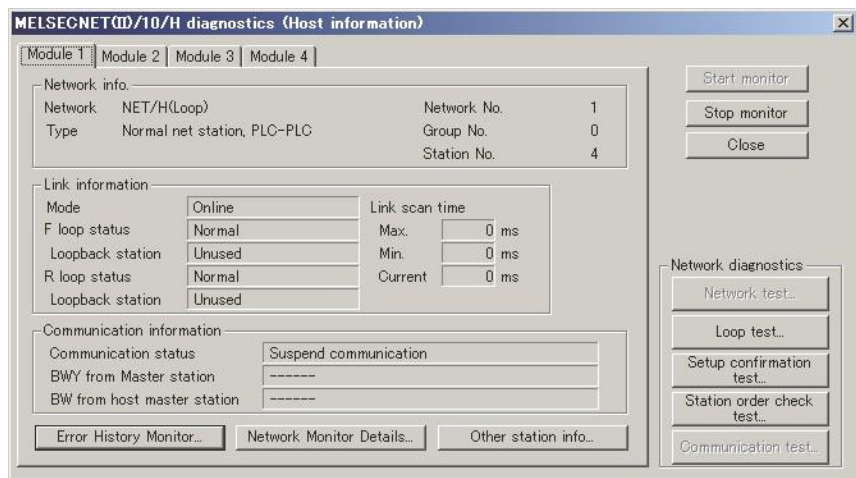 MELSECNET(II)/10/H diagnostics (Host information)
Module 1 Module 2 Module 3 Module 4
Network info.
Network NET/H(Loop) Network No. 1
Type Normal net station, PLC-PLC Group No. 0
Station No. 4
Link information
Mode Online Link scan time
F loop status Normal Max. 0 ms
Loopback station Unused Min. 0 ms
R loop status Normal Current 0 ms
Loopback station Unused
Communication information
Communication status Suspend communication
BWY from Master station ------
BW from host master station ------
Error History Monitor... Network Monitor Details... Other station info...
Start monitor
Stop monitor
Close
Network diagnostics
Network test...
Loop test...
Setup confirmation
test...
Station order check
test...
Communication test...